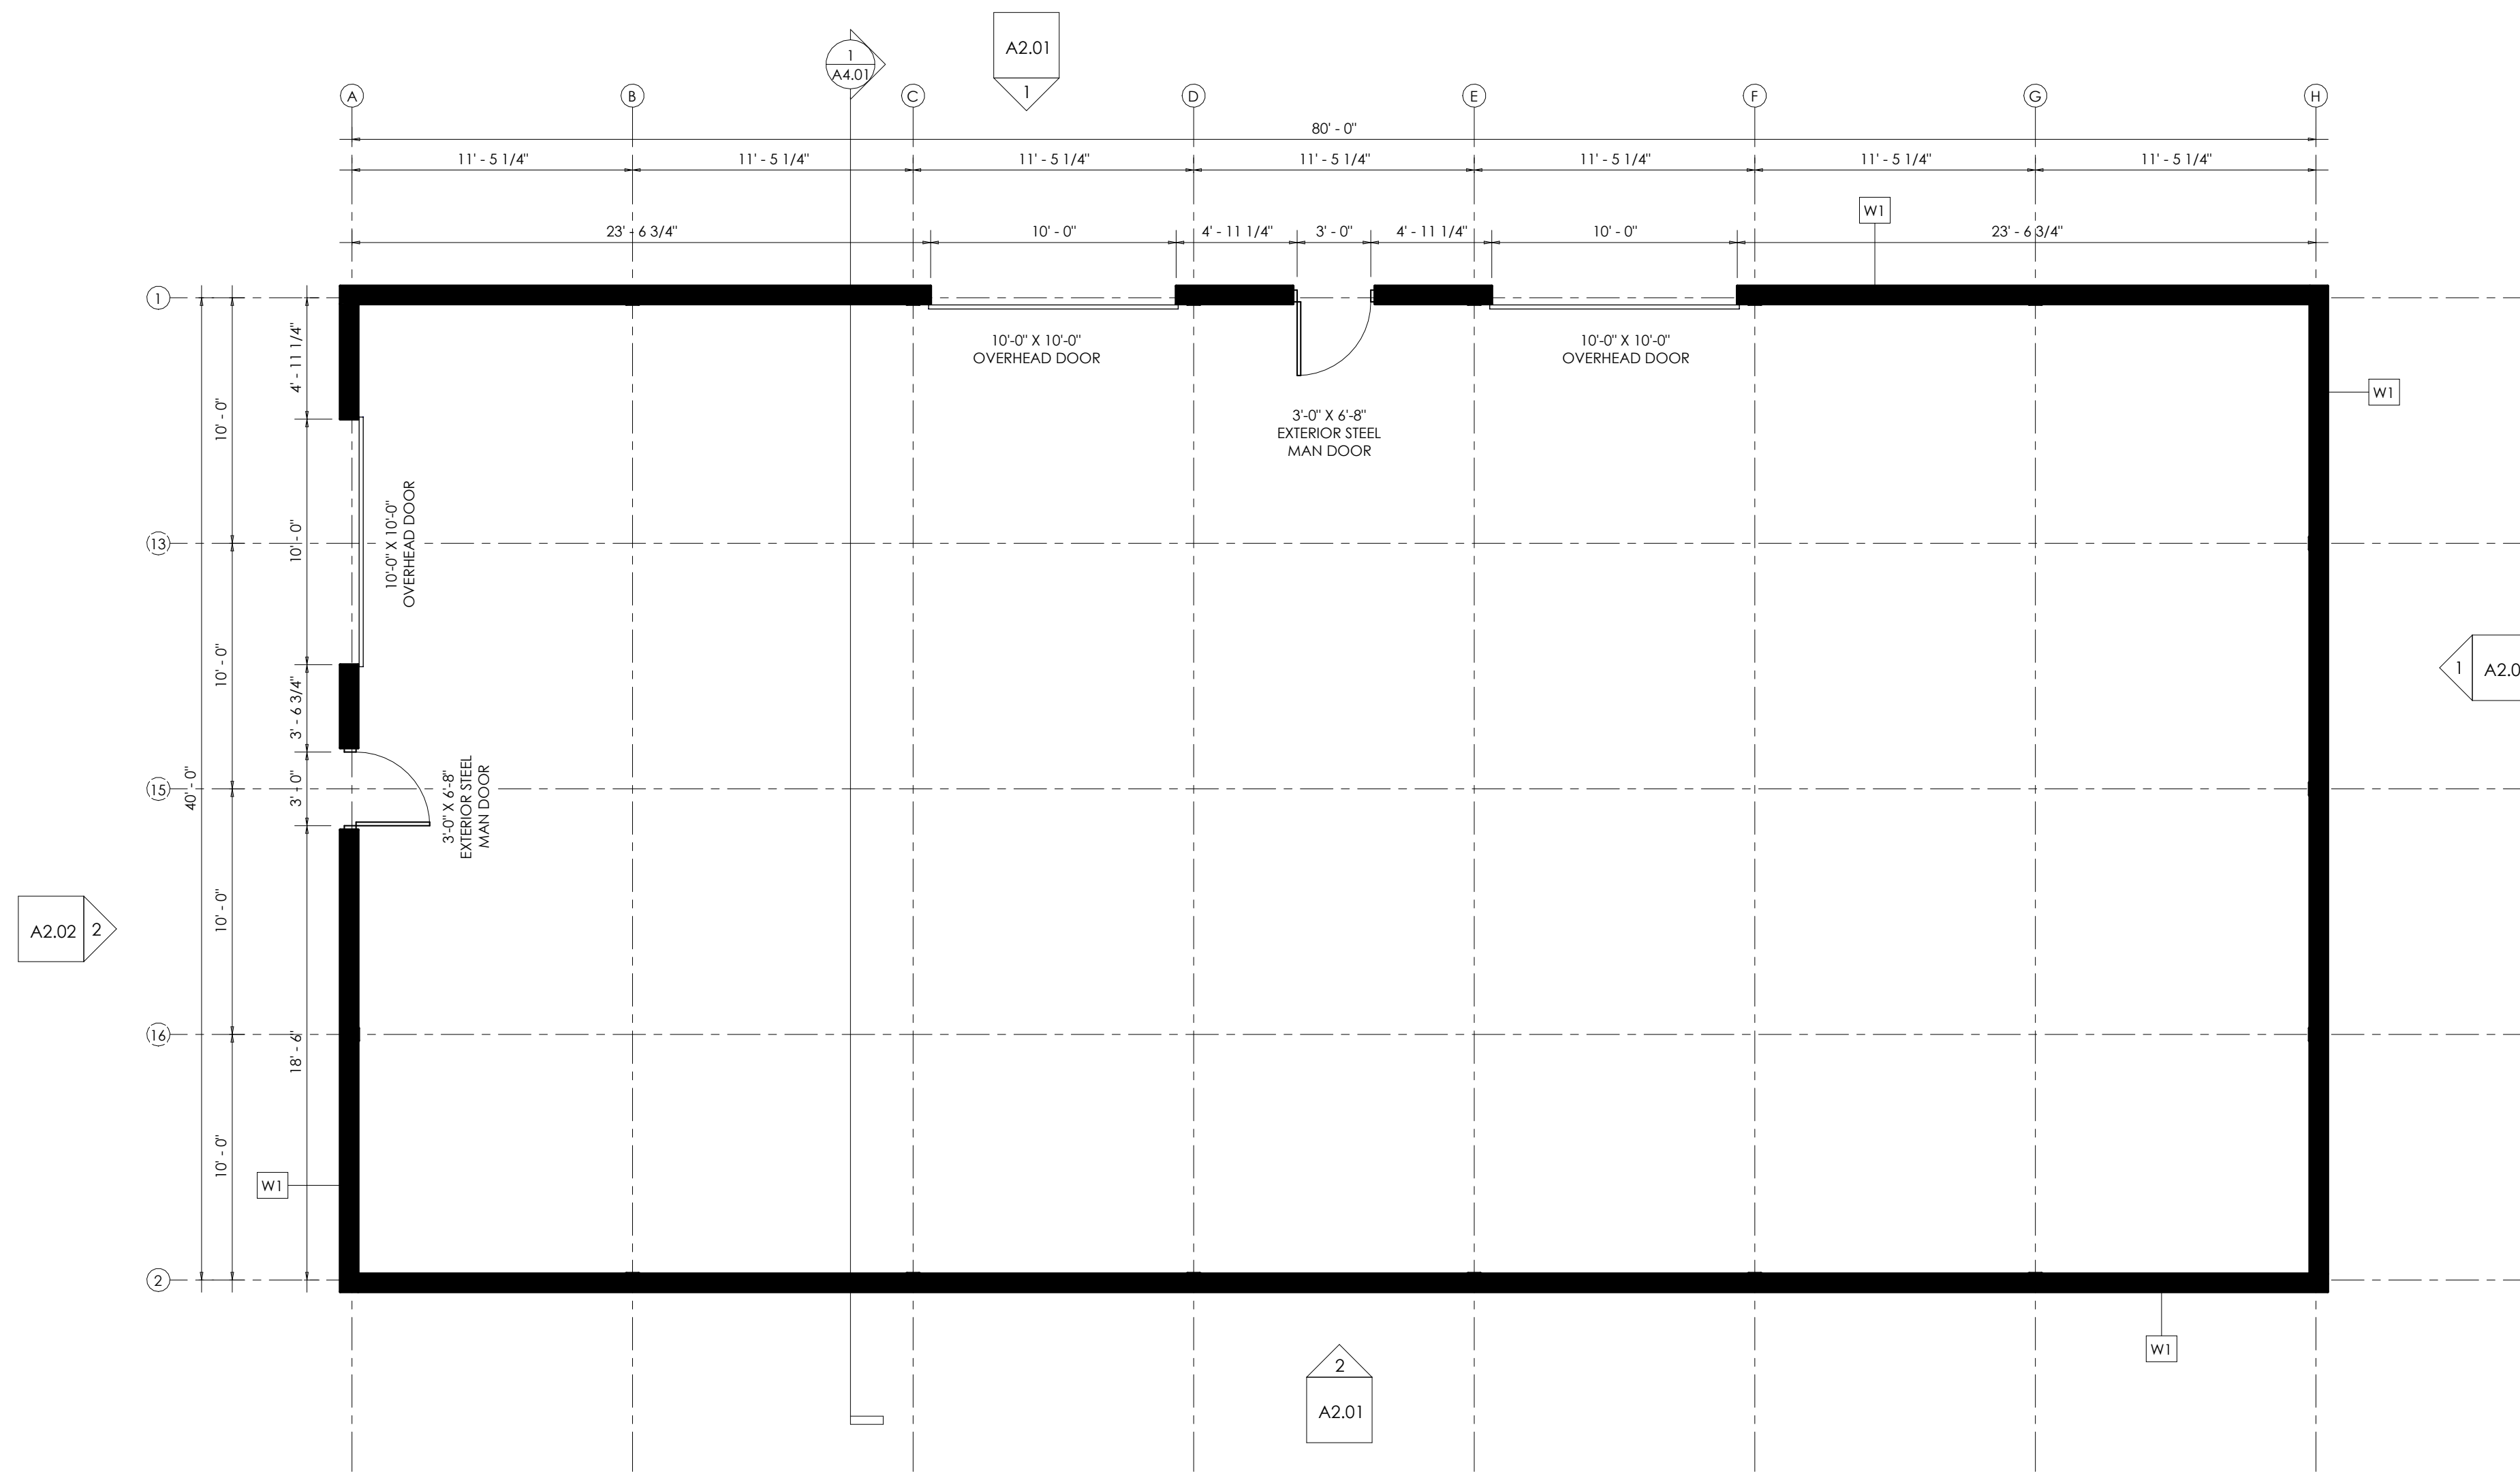 A2.01
1
1
A4.01
A
B
C
D
E
F
G
H
80' - 0"
11' - 5 1/4"
11' - 5 1/4"
11' - 5 1/4"
11' - 5 1/4"
11' - 5 1/4"
11' - 5 1/4"
11' - 5 1/4"
W1
23' - 6 3/4"
10' - 0"
4' - 11 1/4"
3' - 0"
4' - 11 1/4"
10' - 0"
23' - 6 3/4"
1
13
15
16
2
40' - 0"
10' - 0"
10' - 0"
10' - 0"
10' - 0"
4' - 11 1/4"
10' - 0"
3' - 6 3/4"
3' - 0"
18' - 6"
10'-0" X 10'-0"
OVERHEAD DOOR
3'-0" X 6'-8"
EXTERIOR STEEL
MAN DOOR
10'-0" X 10'-0"
OVERHEAD DOOR
10'-0" X 10'-0"
OVERHEAD DOOR
W1
3'-0" X 6'-8"
EXTERIOR STEEL
MAN DOOR
1
A2.0
A2.02
2
W1
W1
2
A2.01